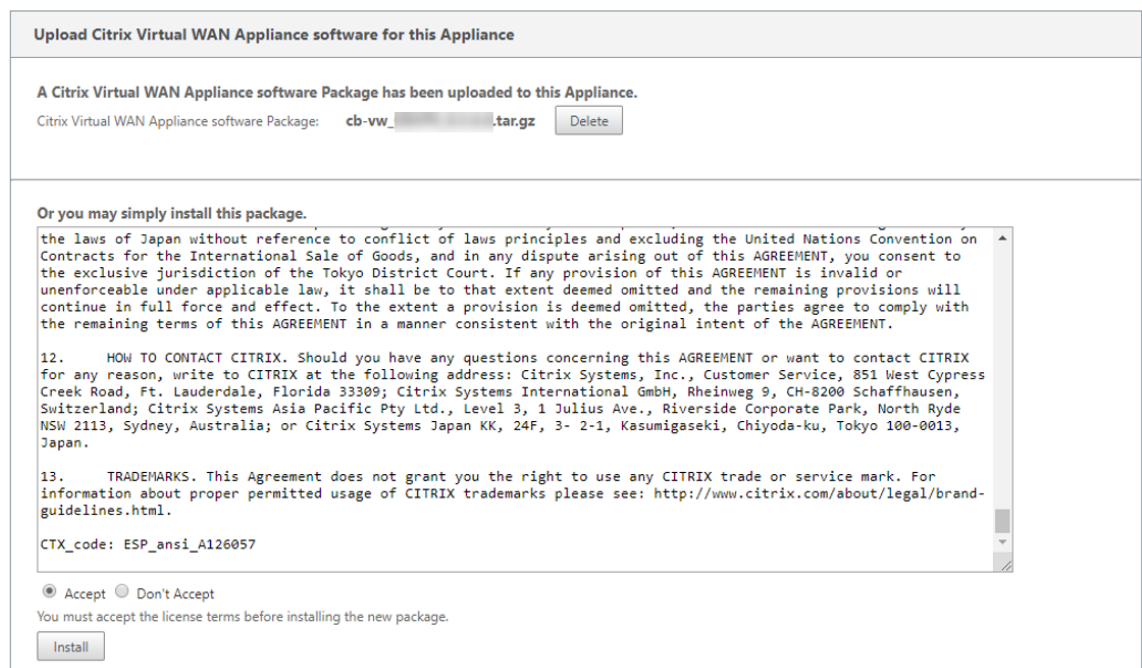 Upload Citrix Virtual WAN Appliance software for this Appliance
A Citrix Virtual WAN Appliance software Package has been uploaded to this Appliance.
Citrix Virtual WAN Appliance software Package: cb-vw_ .tar.gz Delete
Or you may simply install this package.
the laws of Japan without reference to conflict of laws principles and excluding the United Nations Convention on
Contracts for the International Sale of Goods, and in any dispute arising out of this AGREEMENT, you consent to
the exclusive jurisdiction of the Tokyo District Court. If any provision of this AGREEMENT is invalid or
unenforceable under applicable law, it shall be to that extent deemed omitted and the remaining provisions will
continue in full force and effect. To the extent a provision is deemed omitted, the parties agree to comply with
the remaining terms of this AGREEMENT in a manner consistent with the original intent of the AGREEMENT.
12. HOW TO CONTACT CITRIX. Should you have any questions concerning this AGREEMENT or want to contact CITRIX
for any reason, write to CITRIX at the following address: Citrix Systems, Inc., Customer Service, 851 West Cypress
Creek Road, Ft. Lauderdale, Florida 33309; Citrix Systems International GmbH, Rheinweg 9, CH-8200 Schaffhausen,
Switzerland; Citrix Systems Asia Pacific Pty Ltd., Level 3, 1 Julius Ave., Riverside Corporate Park, North Ryde
NSW 2113, Sydney, Australia; or Citrix Systems Japan KK, 24F, 3- 2-1, Kasumigaseki, Chiyoda-ku, Tokyo 100-0013,
Japan.
13. TRADEMARKS. This Agreement does not grant you the right to use any CITRIX trade or service mark. For
information about proper permitted usage of CITRIX trademarks please see: http://www.citrix.com/about/legal/brand-
guidelines.html.
CTX_code: ESP_ansi_A126057
Accept Don't Accept
You must accept the license terms before installing the new package.
Install